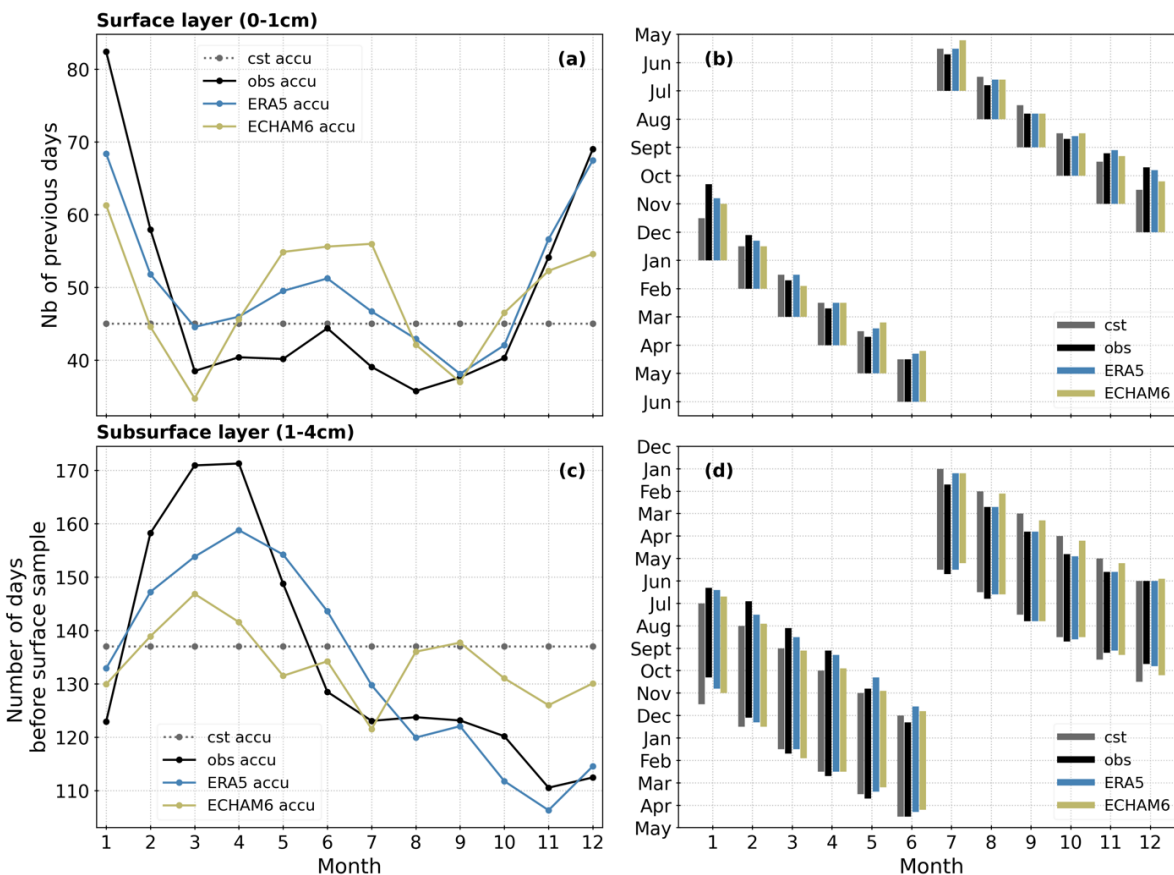 Surface layer (0-1cm)
(a)
cst accu
obs accu
ERA5 accu
ECHAM6 accu
Nb of previous days
80
70
60
50
40
(b)
May
Jun
Jul
Aug
Sept
Oct
Nov
Dec
Jan
Feb
Mar
Apr
May
Jun
cst
obs
ERA5
ECHAM6
Subsurface layer (1-4cm)
(c)
Number of days
before surface sample
170
160
150
140
130
120
110
cst accu
obs accu
ERA5 accu
ECHAM6 accu
1 2 3 4 5 6 7 8 9 10 11 12
Month
(d)
Dec
Jan
Feb
Mar
Apr
May
Jun
Jul
Aug
Sept
Oct
Nov
Dec
Jan
Feb
Mar
Apr
May
cst
obs
ERA5
ECHAM6
1 2 3 4 5 6 7 8 9 10 11 12
Month